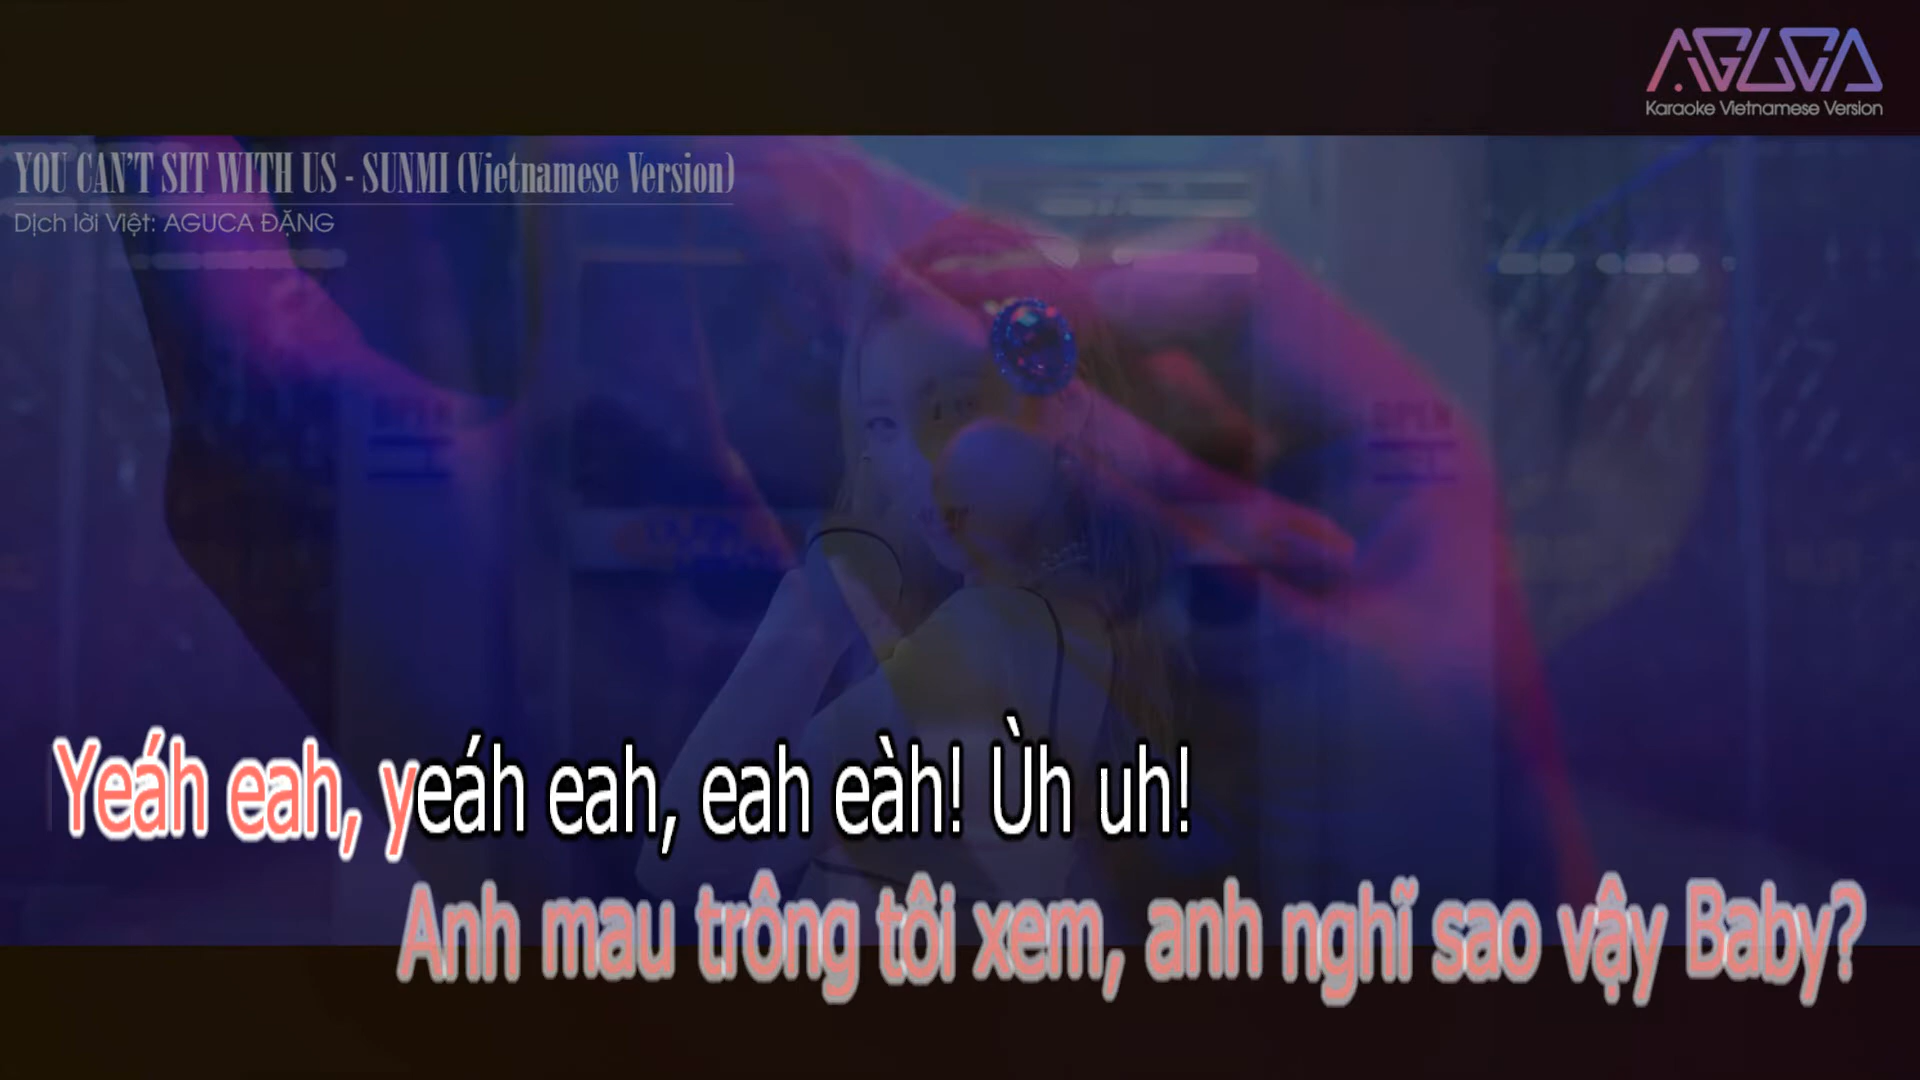 AGUCA
Karaoke Vietnamese Version
YOU CAN'T SIT WITH US - SUNMI (Vietnamese Version)
Dịch lời Việt: AGUCA ĐẶNG
OPEN
Yeáh eah, yeáh eah, eah eàh! Ùh uh!
Anh mau trông tôi xem, anh nghĩ sao vậy Baby?